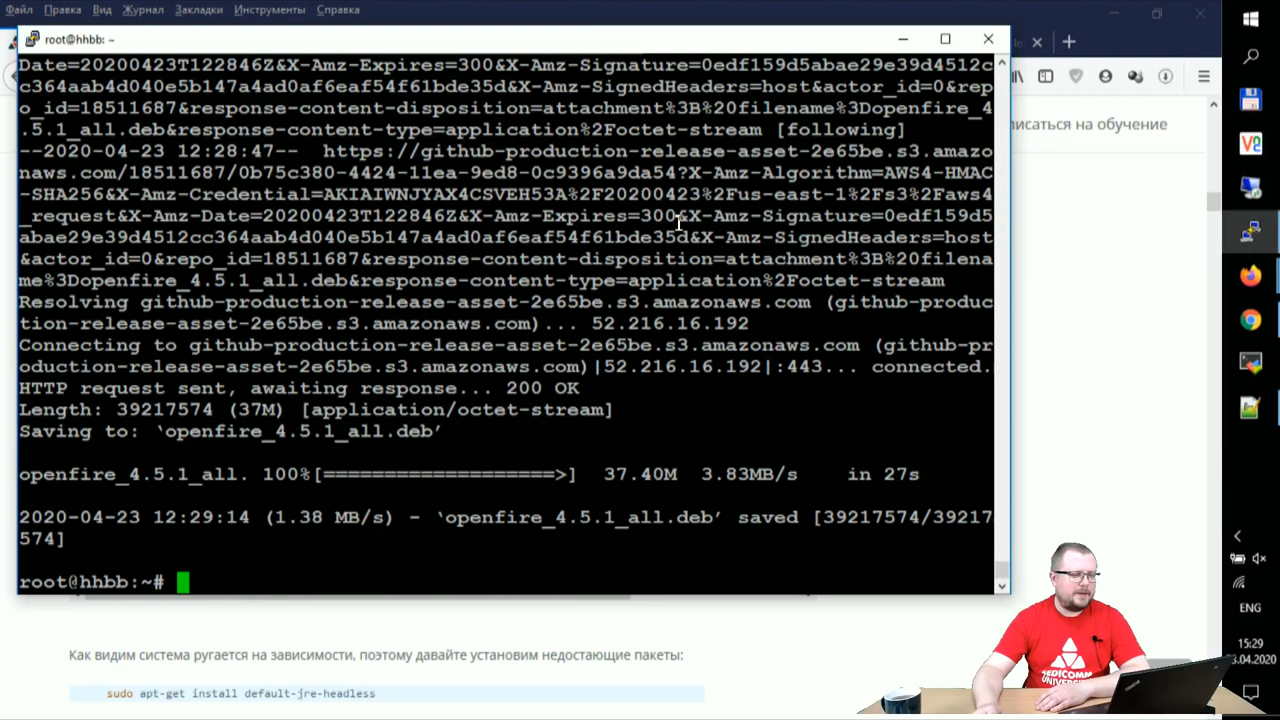 Файл Правка Вид Журнал Закладки Инструменты Справка
root@hhbb: ~
Date=20200423T122846Z&X-Amz-Expires=300&X-Amz-Signature=0edf159d5abae29e39d4512c
c364aab4d040e5b147a4ad0af6eaf54f61bde35d&X-Amz-SignedHeaders=host&actor_id=0&rep
o_id=18511687&response-content-disposition=attachment%3B%20filename%3Dopenfire_4
.5.1_all.deb&response-content-type=application%2Foctet-stream [following]
--2020-04-23 12:28:47--  https://github-production-release-asset-2e65be.s3.amazo
naws.com/18511687/0b75c380-4424-11ea-9ed8-0c9396a9da54?X-Amz-Algorithm=AWS4-HMAC
-SHA256&X-Amz-Credential=AKIAIWNJYAX4CSVEH53A%2F20200423%2Fus-east-1%2Fs3%2Faws4
_request&X-Amz-Date=20200423T122846Z&X-Amz-Expires=300&X-Amz-Signature=0edf159d5
abae29e39d4512cc364aab4d040e5b147a4ad0af6eaf54f61bde35d&X-Amz-SignedHeaders=host
&actor_id=0&repo_id=18511687&response-content-disposition=attachment%3B%20filena
me%3Dopenfire_4.5.1_all.deb&response-content-type=application%2Foctet-stream
Resolving github-production-release-asset-2e65be.s3.amazonaws.com (github-produc
tion-release-asset-2e65be.s3.amazonaws.com)... 52.216.16.192
Connecting to github-production-release-asset-2e65be.s3.amazonaws.com (github-pr
oduction-release-asset-2e65be.s3.amazonaws.com)|52.216.16.192|:443... connected.
HTTP request sent, awaiting response... 200 OK
Length: 39217574 (37M) [application/octet-stream]
Saving to: ‘openfire_4.5.1_all.deb’
openfire_4.5.1_all. 100%[===================>]  37.40M  3.83MB/s    in 27s
2020-04-23 12:29:14 (1.38 MB/s) - ‘openfire_4.5.1_all.deb’ saved [39217574/39217
574]
root@hhbb:~#
писаться на обучение
Как видим система ругается на зависимости, поэтому давайте установим недостающие пакеты:
sudo apt-get install default-jre-headless
EDICOMM
UNIVER
ENG
15:29
3.04.2020